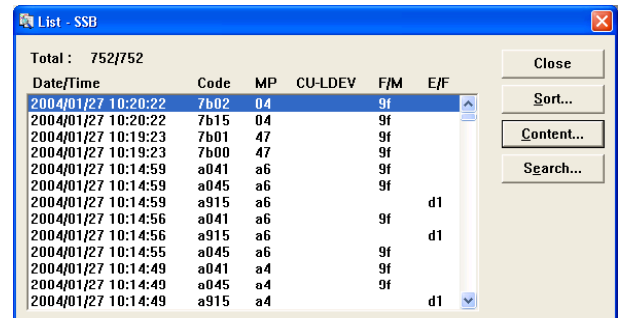 List - SSB
Total : 752/752
Close
Date/Time Code MP CU-LDEV F/M E/F
Sort...
2004/01/27 10:20:22 7b02 04 9f
2004/01/27 10:20:22 7b15 04 9f
2004/01/27 10:19:23 7b01 47 9f
Content...
2004/01/27 10:19:23 7b00 47 9f
2004/01/27 10:14:59 a041 a6 9f
Search...
2004/01/27 10:14:59 a045 a6 9f
2004/01/27 10:14:59 a915 a6 d1
2004/01/27 10:14:56 a041 a6 9f
2004/01/27 10:14:56 a915 a6 d1
2004/01/27 10:14:55 a045 a6 9f
2004/01/27 10:14:49 a041 a4 9f
2004/01/27 10:14:49 a045 a4 9f
2004/01/27 10:14:49 a915 a4 d1